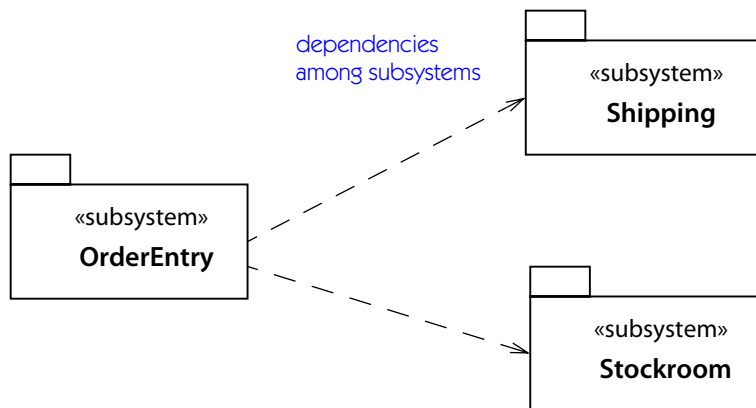 dependencies
among subsystems
«subsystem»
Shipping
«subsystem»
OrderEntry
«subsystem»
Stockroom